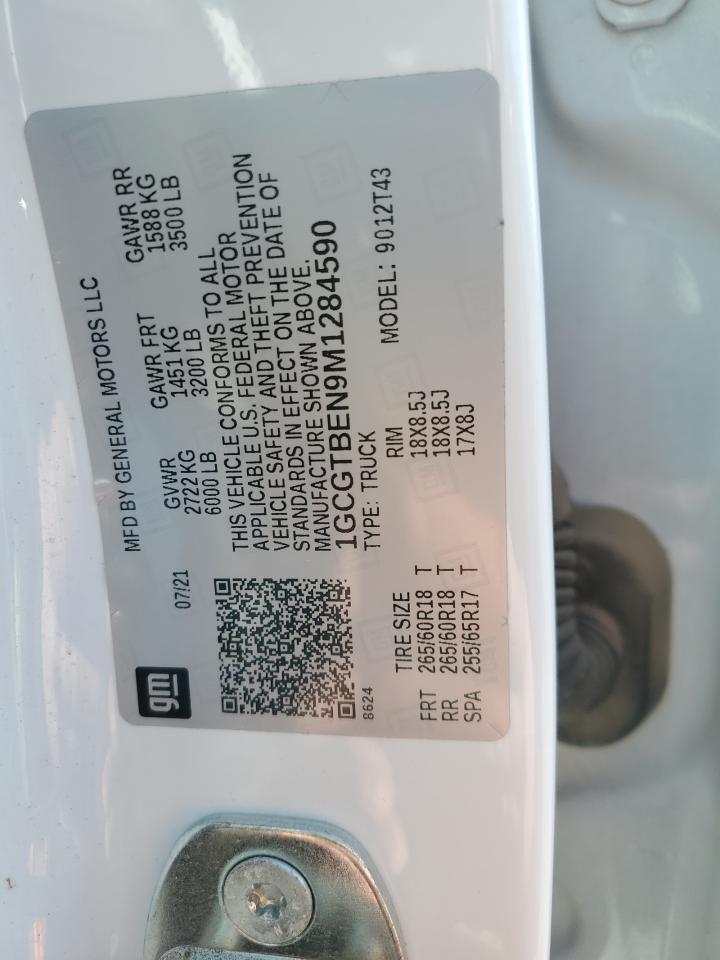 gm
07/21
MFD BY GENERAL MOTORS LLC
GVWR GAWR FRT GAWR RR
2722 KG 1451 KG 1588 KG
6000 LB 3200 LB 3500 LB
THIS VEHICLE CONFORMS TO ALL
APPLICABLE U.S. FEDERAL MOTOR
VEHICLE SAFETY AND THEFT PREVENTION
STANDARDS IN EFFECT ON THE DATE OF
MANUFACTURE SHOWN ABOVE.
1GCGTBEN9M1284590
8624
TYPE: TRUCK MODEL: 9012T43
TIRE SIZE RIM
FRT 265/60R18 T 18X8.5J
RR 265/60R18 T 18X8.5J
SPA 255/65R17 T 17X8J